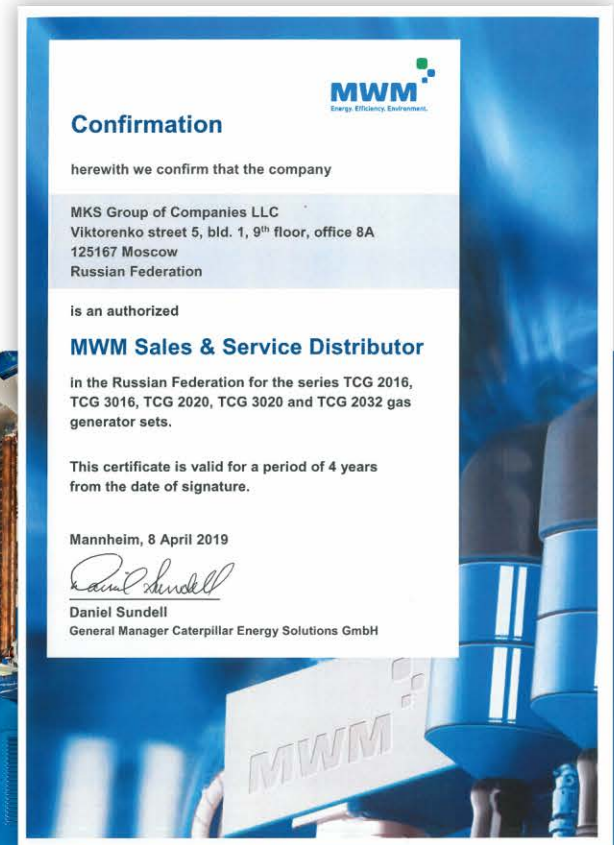 MWM
Energy. Efficiency. Environment.
Confirmation
herewith we confirm that the company
MKS Group of Companies LLC
Viktorenko street 5, bld. 1, 9th floor, office 8A
125167 Moscow
Russian Federation
is an authorized
MWM Sales & Service Distributor
in the Russian Federation for the series TCG 2016,
TCG 3016, TCG 2020, TCG 3020 and TCG 2032 gas
generator sets.
This certificate is valid for a period of 4 years
from the date of signature.
Mannheim, 8 April 2019
Daniel Sundell
Daniel Sundell
General Manager Caterpillar Energy Solutions GmbH
MWM